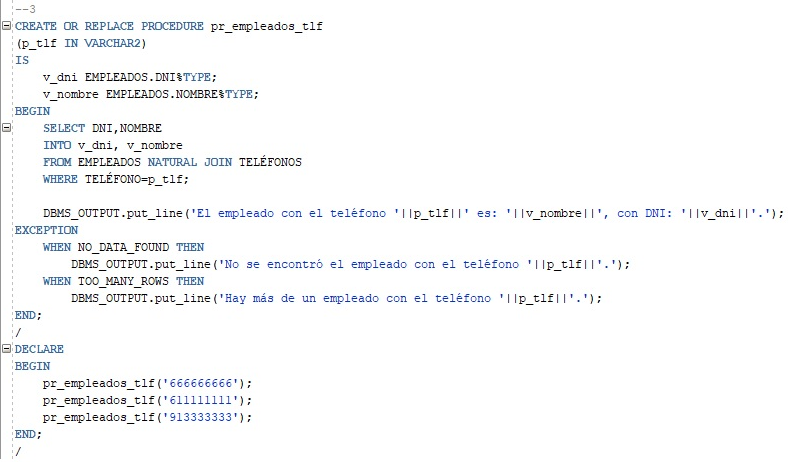 --3
CREATE OR REPLACE PROCEDURE pr_empleados_tlf
(p_tlf IN VARCHAR2)
IS
    v_dni EMPLEADOS.DNI%TYPE;
    v_nombre EMPLEADOS.NOMBRE%TYPE;
BEGIN
    SELECT DNI,NOMBRE
    INTO v_dni, v_nombre
    FROM EMPLEADOS NATURAL JOIN TELÉFONOS
    WHERE TELÉFONO=p_tlf;

    DBMS_OUTPUT.put_line('El empleado con el teléfono '||p_tlf||' es: '||v_nombre||', con DNI: '||v_dni||'.');
EXCEPTION
    WHEN NO_DATA_FOUND THEN
        DBMS_OUTPUT.put_line('No se encontró el empleado con el teléfono '||p_tlf||'.');
    WHEN TOO_MANY_ROWS THEN
        DBMS_OUTPUT.put_line('Hay más de un empleado con el teléfono '||p_tlf||'.');
END;
/
DECLARE
BEGIN
    pr_empleados_tlf('666666666');
    pr_empleados_tlf('611111111');
    pr_empleados_tlf('913333333');
END;
/